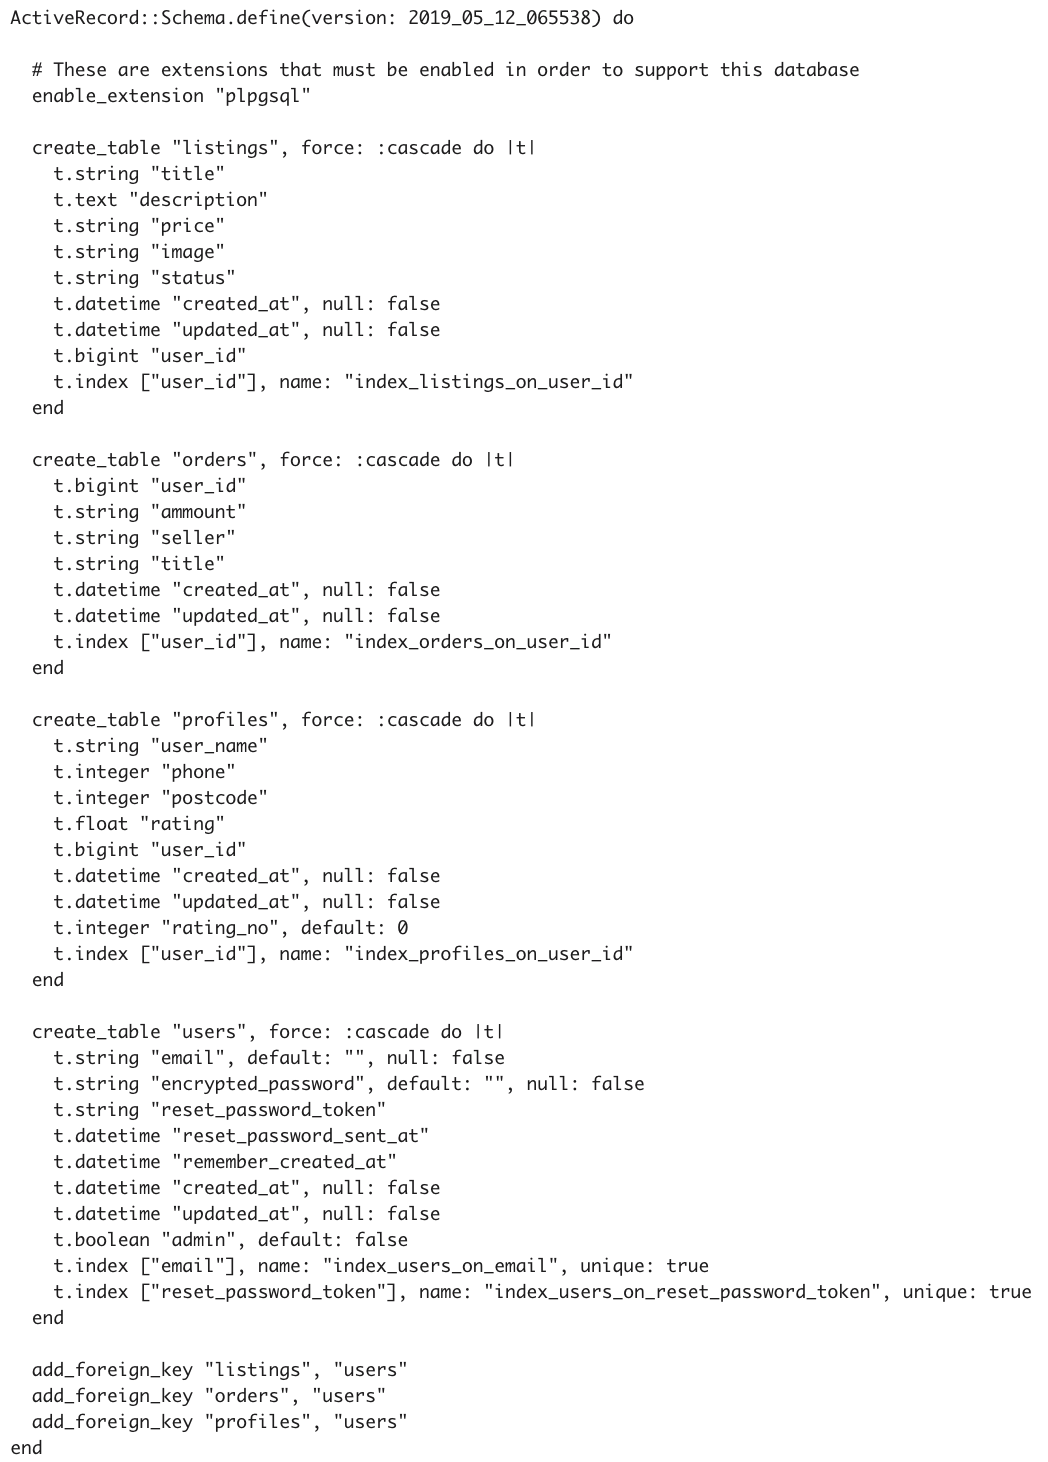 ActiveRecord::Schema.define(version: 2019_05_12_065538) do

  # These are extensions that must be enabled in order to support this database
  enable_extension "plpgsql"

  create_table "listings", force: :cascade do |t|
    t.string "title"
    t.text "description"
    t.string "price"
    t.string "image"
    t.string "status"
    t.datetime "created_at", null: false
    t.datetime "updated_at", null: false
    t.bigint "user_id"
    t.index ["user_id"], name: "index_listings_on_user_id"
  end

  create_table "orders", force: :cascade do |t|
    t.bigint "user_id"
    t.string "ammount"
    t.string "seller"
    t.string "title"
    t.datetime "created_at", null: false
    t.datetime "updated_at", null: false
    t.index ["user_id"], name: "index_orders_on_user_id"
  end

  create_table "profiles", force: :cascade do |t|
    t.string "user_name"
    t.integer "phone"
    t.integer "postcode"
    t.float "rating"
    t.bigint "user_id"
    t.datetime "created_at", null: false
    t.datetime "updated_at", null: false
    t.integer "rating_no", default: 0
    t.index ["user_id"], name: "index_profiles_on_user_id"
  end

  create_table "users", force: :cascade do |t|
    t.string "email", default: "", null: false
    t.string "encrypted_password", default: "", null: false
    t.string "reset_password_token"
    t.datetime "reset_password_sent_at"
    t.datetime "remember_created_at"
    t.datetime "created_at", null: false
    t.datetime "updated_at", null: false
    t.boolean "admin", default: false
    t.index ["email"], name: "index_users_on_email", unique: true
    t.index ["reset_password_token"], name: "index_users_on_reset_password_token", unique: true
  end

  add_foreign_key "listings", "users"
  add_foreign_key "orders", "users"
  add_foreign_key "profiles", "users"
end